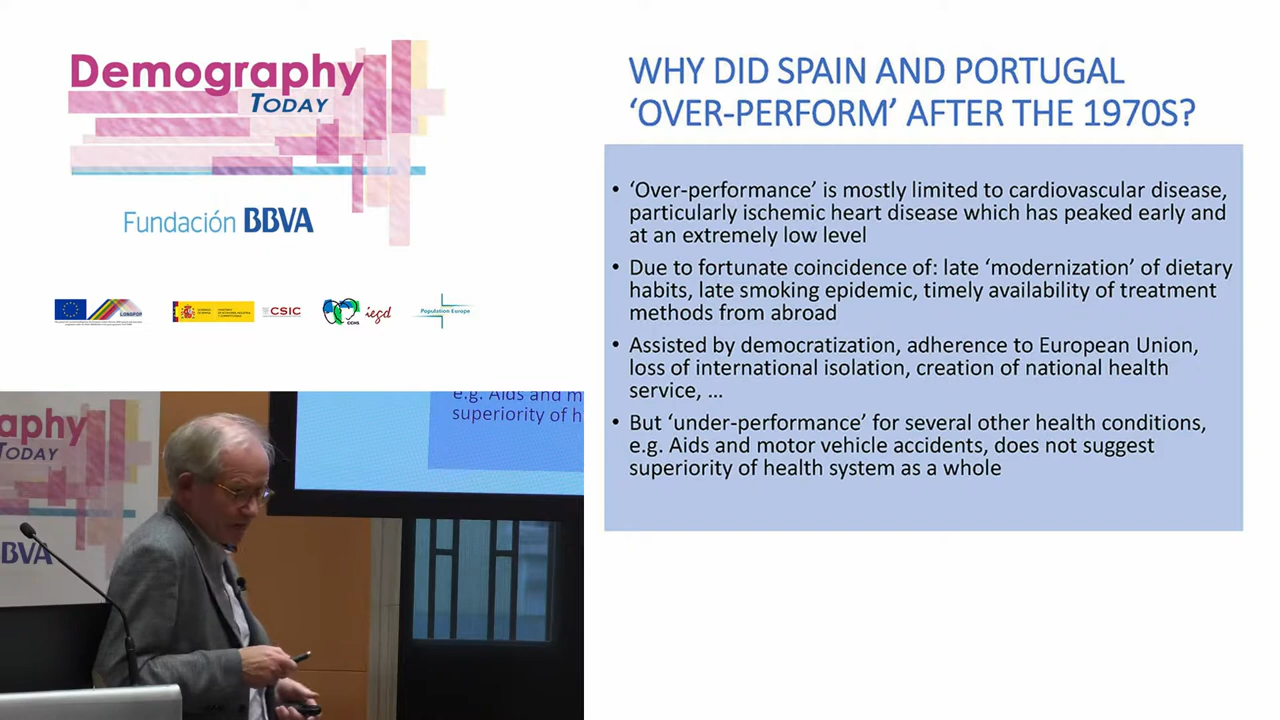 Demography
TODAY
Fundación BBVA
LONGPOP
CSIC
CCHS
iegd
Population Europe
WHY DID SPAIN AND PORTUGAL
‘OVER-PERFORM’ AFTER THE 1970S?
• ‘Over-performance’ is mostly limited to cardiovascular disease,
particularly ischemic heart disease which has peaked early and
at an extremely low level
• Due to fortunate coincidence of: late ‘modernization’ of dietary
habits, late smoking epidemic, timely availability of treatment
methods from abroad
• Assisted by democratization, adherence to European Union,
loss of international isolation, creation of national health
service, …
• But ‘under-performance’ for several other health conditions,
e.g. Aids and motor vehicle accidents, does not suggest
superiority of health system as a whole
e.g. Aids and m
superiority of h
aphy
TODAY
BBVA